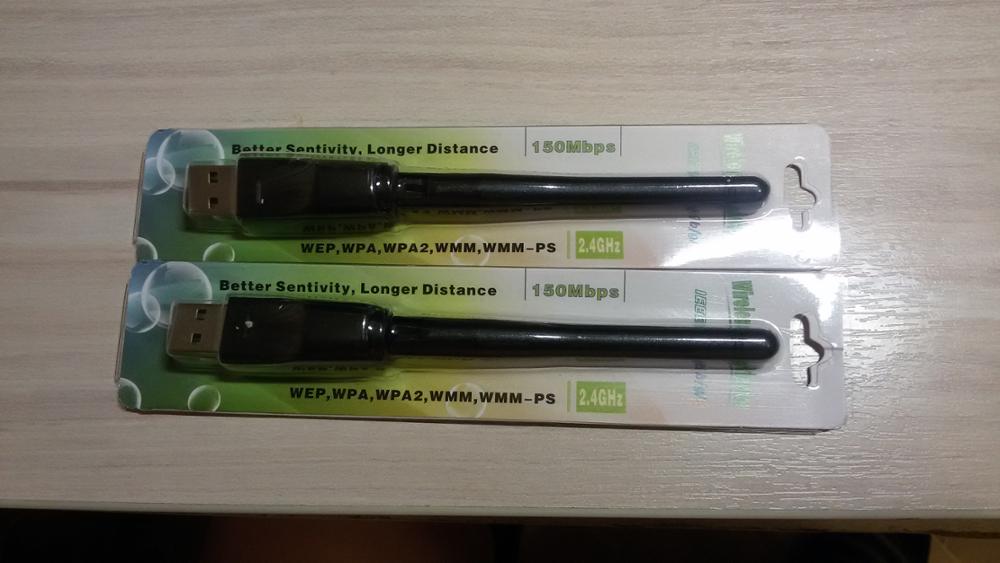 Better Sentivity, Longer Distance
150Mbps
WEP,WPA,WPA2,WMM,WMM-PS
2.4GHz
Better Sentivity, Longer Distance
150Mbps
WEP,WPA,WPA2,WMM,WMM-PS
2.4GHz